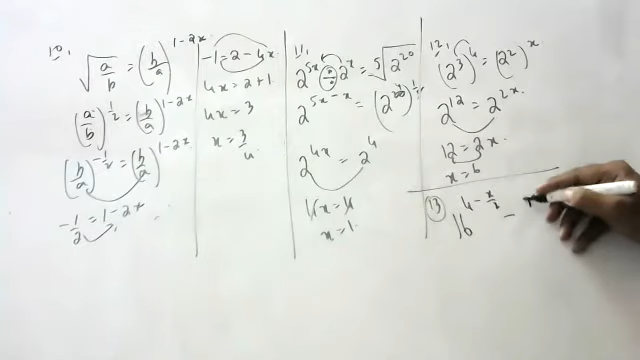 10,
√(a/b) = (b/a)^1-2x
(a/b)^1/2 = (b/a)^1-2x
(b/a)^-1/2 = (b/a)^1-2x
-1/2 = 1-2x
-1 = 2-4x
4x = 2+1
4x = 3
x = 3/4
11,
2^5x ÷ 2^x = ⁵√2^20
2^5x-x = (2^20)^1/5
2^4x = 2^4
4x = 4
x = 1.
12,
(2^3)^4 = (2^2)^x
2^12 = 2^2x
12 = 2x.
x = 6
13
16^4-x/2 -